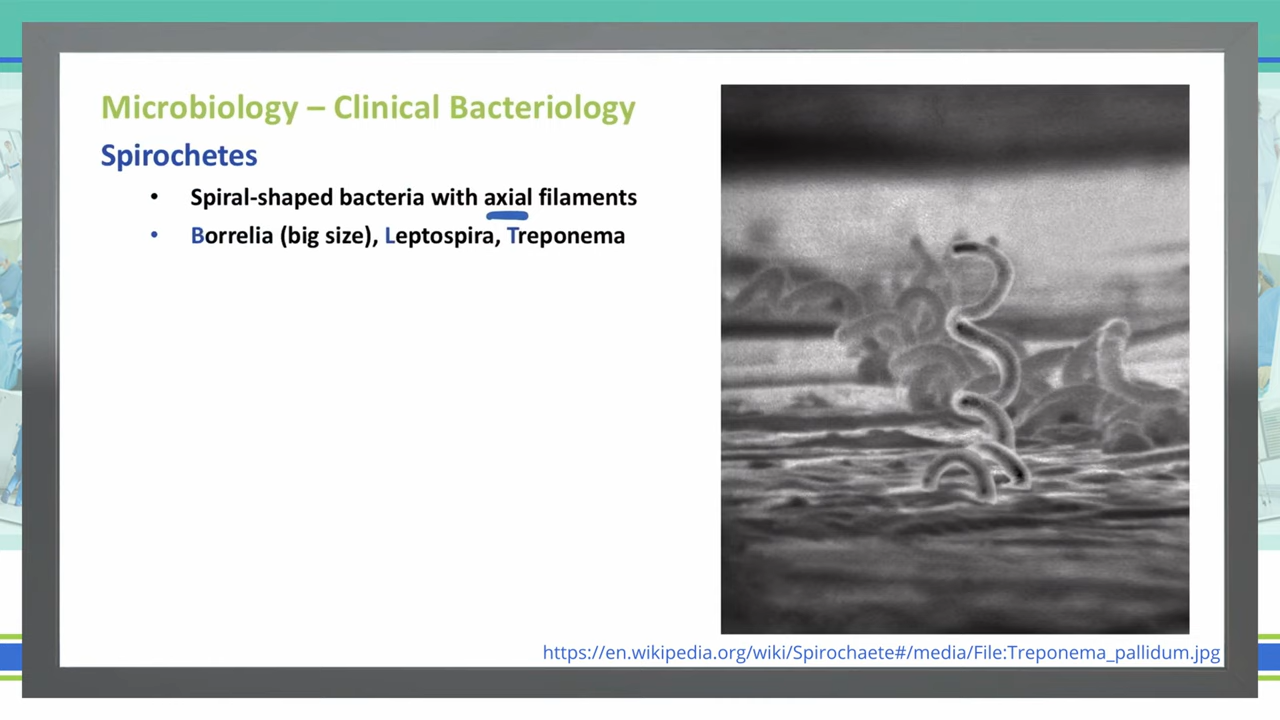 Microbiology – Clinical Bacteriology
Spirochetes
• Spiral-shaped bacteria with axial filaments
• Borrelia (big size), Leptospira, Treponema
https://en.wikipedia.org/wiki/Spirochaete#/media/File:Treponema_pallidum.jpg